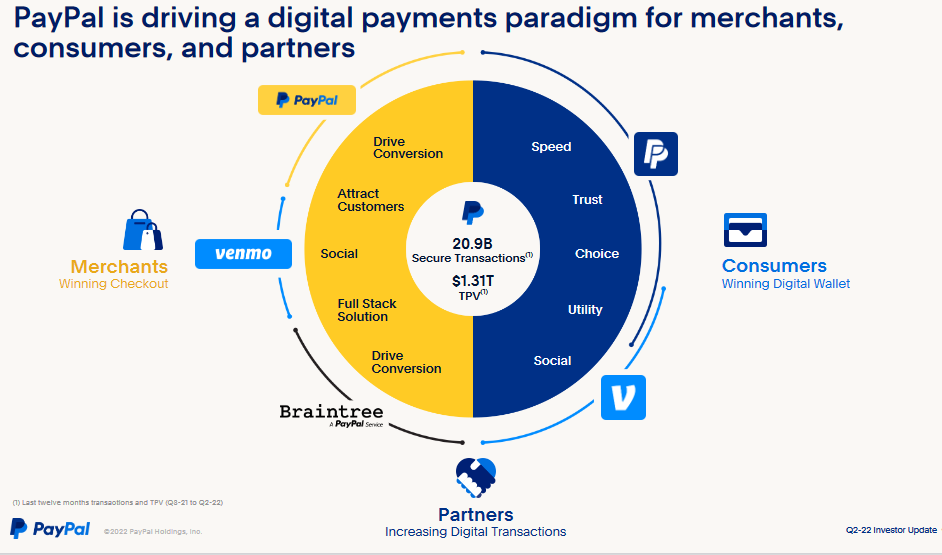 PayPal is driving a digital payments paradigm for merchants,
consumers, and partners
PayPal
Drive
Conversion
Speed
Attract
Customers
Trust
20.9B
Secure Transactions(1)
$1.31T
TPV(1)
venmo
Social
Choice
Merchants
Winning Checkout
Consumers
Winning Digital Wallet
Full Stack
Solution
Utility
Drive
Conversion
Social
Braintree
A PayPal Service
Partners
Increasing Digital Transactions
(1) Last twelve months transactions and TPV (Q3-21 to Q2-22)
PayPal
©2022 PayPal Holdings, Inc.
Q2-22 Investor Update